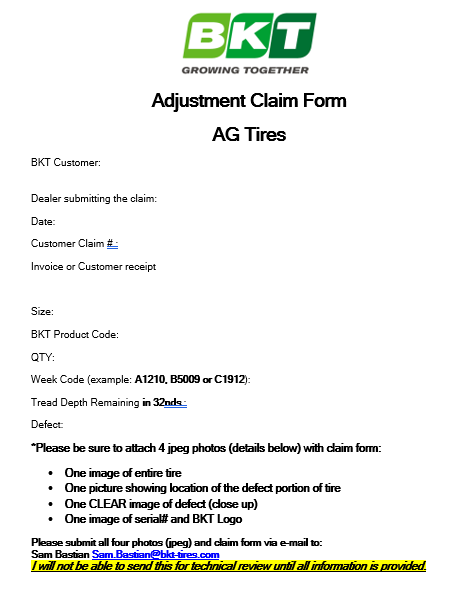 BKT
GROWING TOGETHER
Adjustment Claim Form
AG Tires
BKT Customer:
Dealer submitting the claim:
Date:
Customer Claim #.:
Invoice or Customer receipt
Size:
BKT Product Code:
QTY:
Week Code (example: A1210, B5009 or C1912):
Tread Depth Remaining in 32nds.:
Defect:
*Please be sure to attach 4 jpeg photos (details below) with claim form:
• One image of entire tire
• One picture showing location of the defect portion of tire
• One CLEAR image of defect (close up)
• One image of serial# and BKT Logo
Please submit all four photos (jpeg) and claim form via e-mail to:
Sam Bastian Sam.Bastian@bkt-tires.com
I will not be able to send this for technical review until all information is provided.